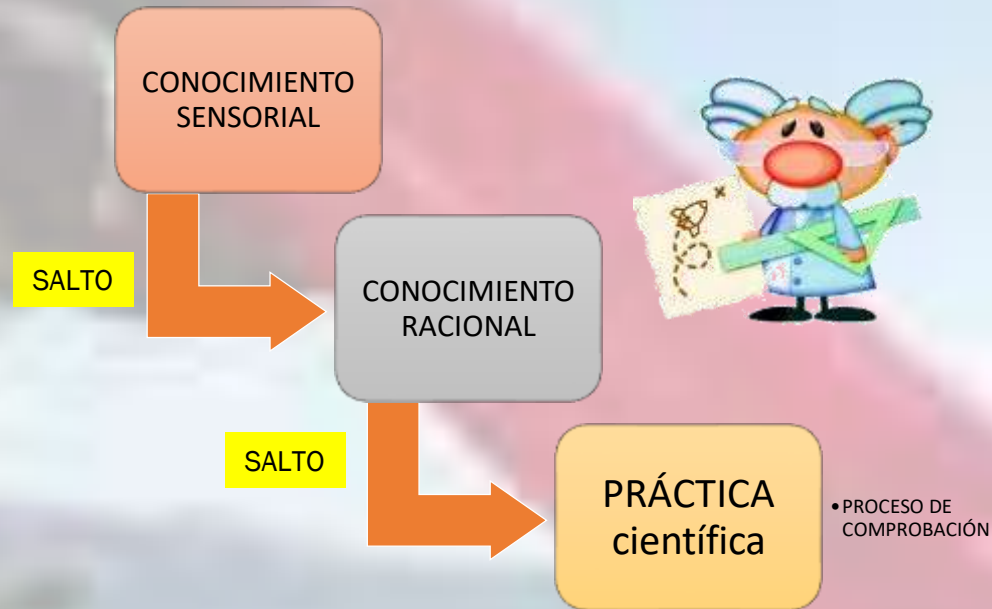 CONOCIMIENTO
SENSORIAL
SALTO
CONOCIMIENTO
RACIONAL
SALTO
PRÁCTICA
científica
•PROCESO DE
COMPROBACIÓN